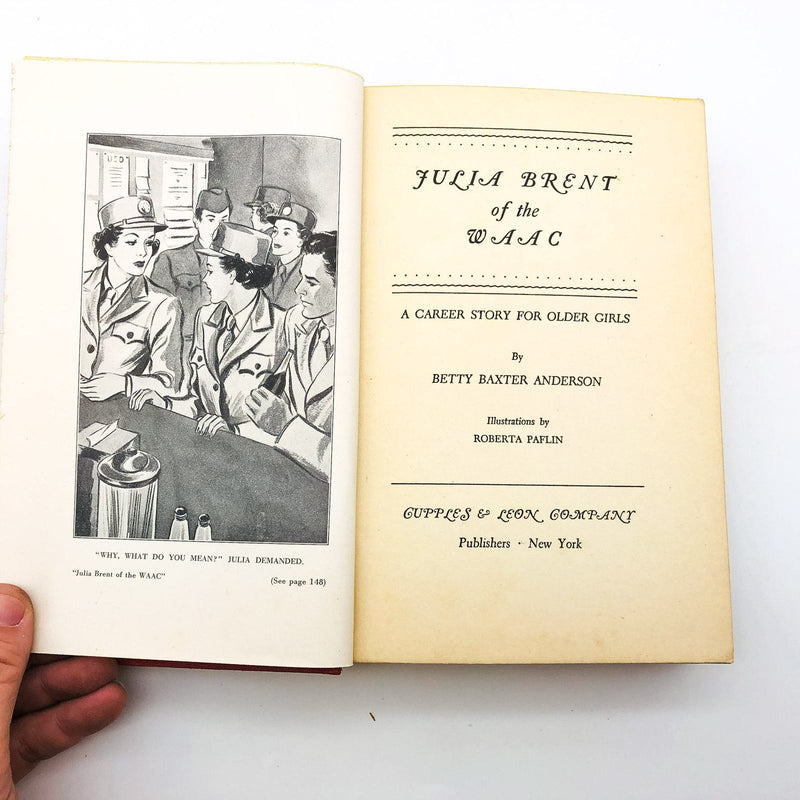 USO
"WHY, WHAT DO YOU MEAN?" JULIA DEMANDED.
"Julia Brent of the WAAC" (See page 148)
JULIA BRENT
of the
WAAC
A CAREER STORY FOR OLDER GIRLS
By
BETTY BAXTER ANDERSON
Illustrations by
ROBERTA PAFLIN
CUPPLES & LEON COMPANY
Publishers · New York